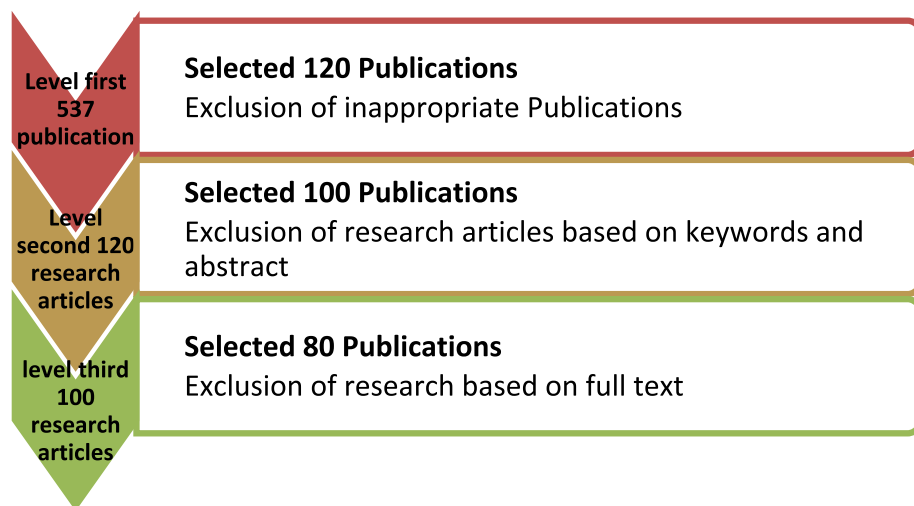 Level first
537
publication
Selected 120 Publications
Exclusion of inappropriate Publications
Level
second 120
research
articles
Selected 100 Publications
Exclusion of research articles based on keywords and
abstract
level third
100
research
articles
Selected 80 Publications
Exclusion of research based on full text